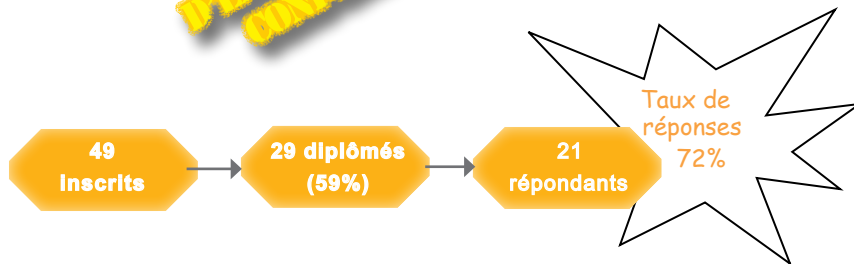 49
inscrits
29 diplômés
(59%)
21
répondants
Taux de
réponses
72%